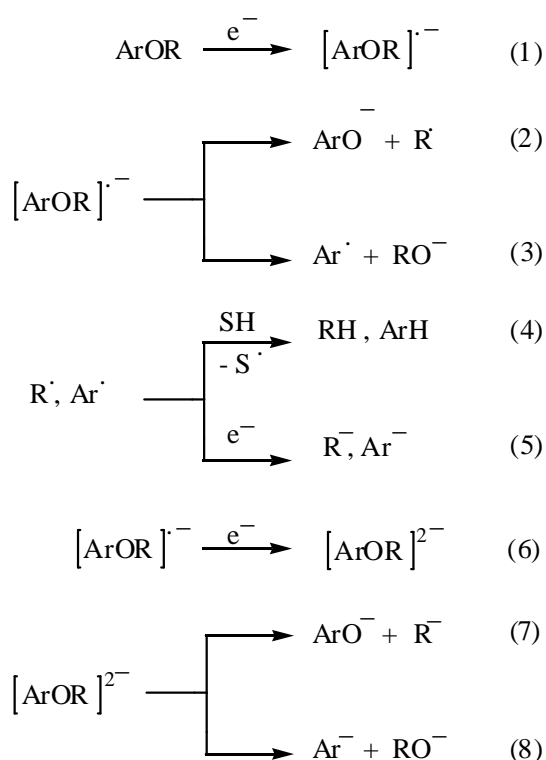 ArOR e⁻ [ArOR]·⁻ (1)
ArO⁻ + R· (2)
[ArOR]·⁻
Ar· + RO⁻ (3)
SH
RH, ArH (4)
- S·
R·, Ar·
e⁻
R⁻, Ar⁻ (5)
[ArOR]·⁻ e⁻ [ArOR]²⁻ (6)
ArO⁻ + R⁻ (7)
[ArOR]²⁻
Ar⁻ + RO⁻ (8)